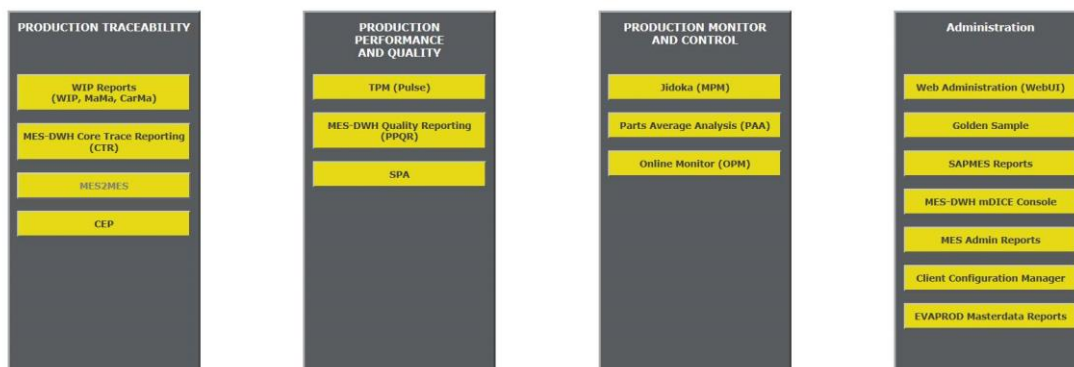 PRODUCTION TRACEABILITY
WIP Reports
(WIP, MaMa, CarMa)
MES-DWH Core Trace Reporting
(CTR)
MES2MES
CEP
PRODUCTION
PERFORMANCE
AND QUALITY
TPM (Pulse)
MES-DWH Quality Reporting
(PPQR)
SPA
PRODUCTION MONITOR
AND CONTROL
Jidoka (MPM)
Parts Average Analysis (PAA)
Online Monitor (OPM)
Administration
Web Administration (WebUI)
Golden Sample
SAPMES Reports
MES-DWH mDICE Console
MES Admin Reports
Client Configuration Manager
EVAPROD Masterdata Reports